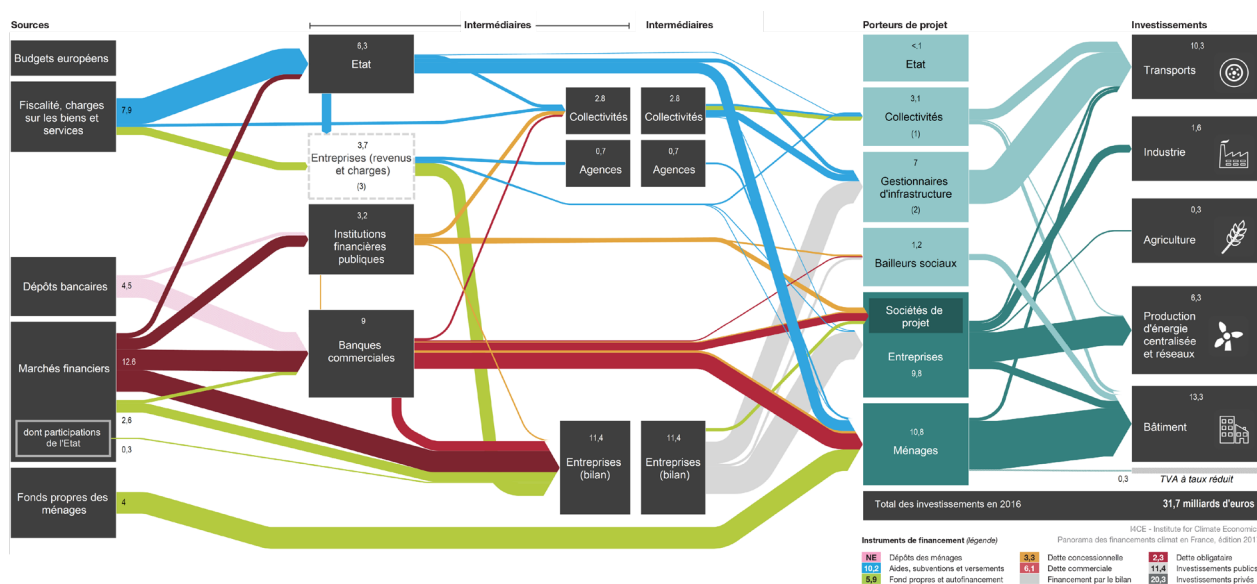 Sources
Intermédiaires
Intermédiaires
Porteurs de projet
Investissements
Budgets européens
Fiscalité, charges
sur les biens et
services
7,9
Dépôts bancaires
4,5
Marchés financiers
12,6
2,6
dont participations
de l'Etat
0,3
Fonds propres des
ménages
4
6,3
Etat
3,7
Entreprises (revenus
et charges)
(3)
3,2
Institutions
financières
publiques
9
Banques
commerciales
2.8
Collectivités
0,7
Agences
11,4
Entreprises
(bilan)
2.8
Collectivités
0,7
Agences
11,4
Entreprises
(bilan)
<.1
Etat
3,1
Collectivités
(1)
7
Gestionnaires
d'infrastructure
(2)
1,2
Bailleurs sociaux
Sociétés de
projet
Entreprises
9,8
10,8
Ménages
10,3
Transports
1,6
Industrie
0,3
Agriculture
6,3
Production
d'énergie
centralisée
et réseaux
13,3
Bâtiment
0,3
TVA à taux réduit
Total des investissements en 2016 31,7 milliards d'euros
I4CE - Institute for Climate Economic
Panorama des financements climat en France, édition 201
Instruments de financement (légende)
NE Dépôts des ménages
10,2 Aides, subventions et versements
5,9 Fond propres et autofinancement
3,3 Dette concessionnelle
6,1 Dette commerciale
Financement par le bilan
2,3 Dette obligataire
11,4 Investissements publics
20,3 Investissements privés